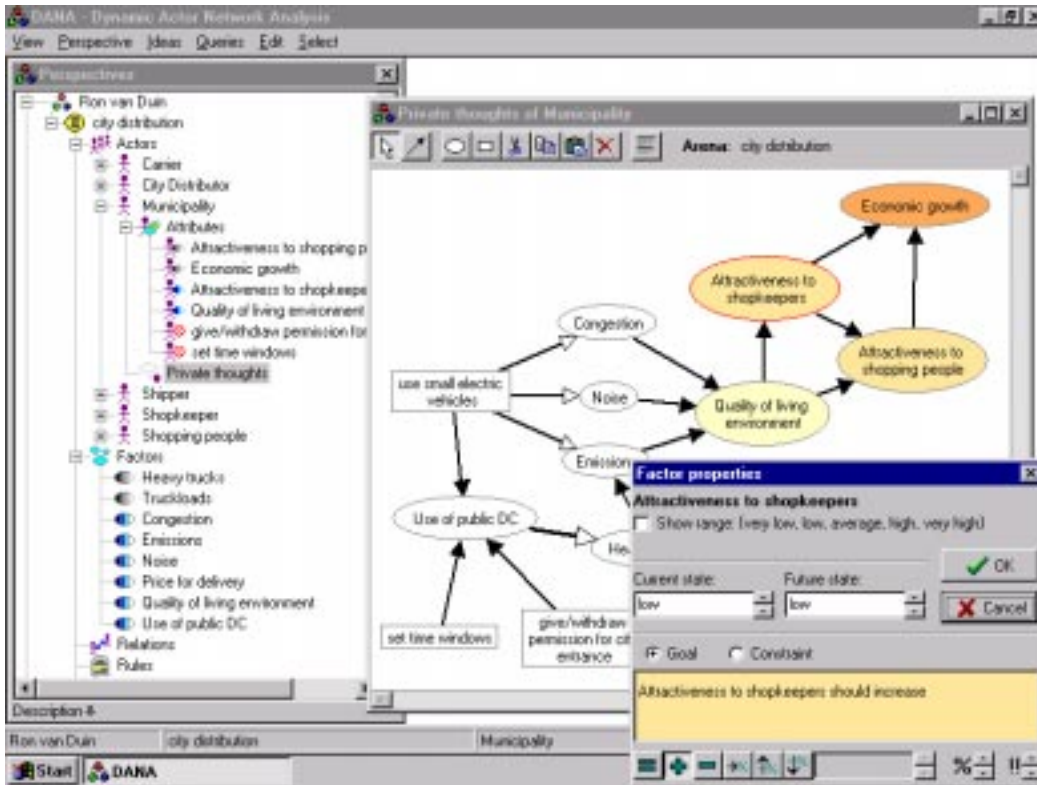 DANA - Dynamic Actor Network Analysis
View Perspective Ideas Queries Edit Select
Perspectives
Ron van Duin
city distribution
Actors
Carrier
City Distributor
Municipality
Attributes
Attractiveness to shopping p
Economic growth
Attractiveness to shopkeepe
Quality of living environment
give/withdraw permission for
set time windows
Private thoughts
Shipper
Shopkeeper
Shopping people
Factors
Heavy trucks
Truckloads
Congestion
Emissions
Noise
Price for delivery
Quality of living environment
Use of public DC
Relations
Rules
Description
Private thoughts of Municipality
Arena: city distribution
Economic growth
Attractiveness to
shopkeepers
Congestion
Attractiveness to
shopping people
use small electric
vehicles
Noise
Quality of living
environment
Emission
Use of public DC
Hea
set time windows
give/withdraw
permission for cit
entrance
Factor properties
Attractiveness to shopkeepers
Show range: [very low, low, average, high, very high]
OK
Current state: Future state:
low low
Cancel
Goal Constraint
Attractiveness to shopkeepers should increase
% !!
Ron van Duin city distribution Municipality
Start DANA